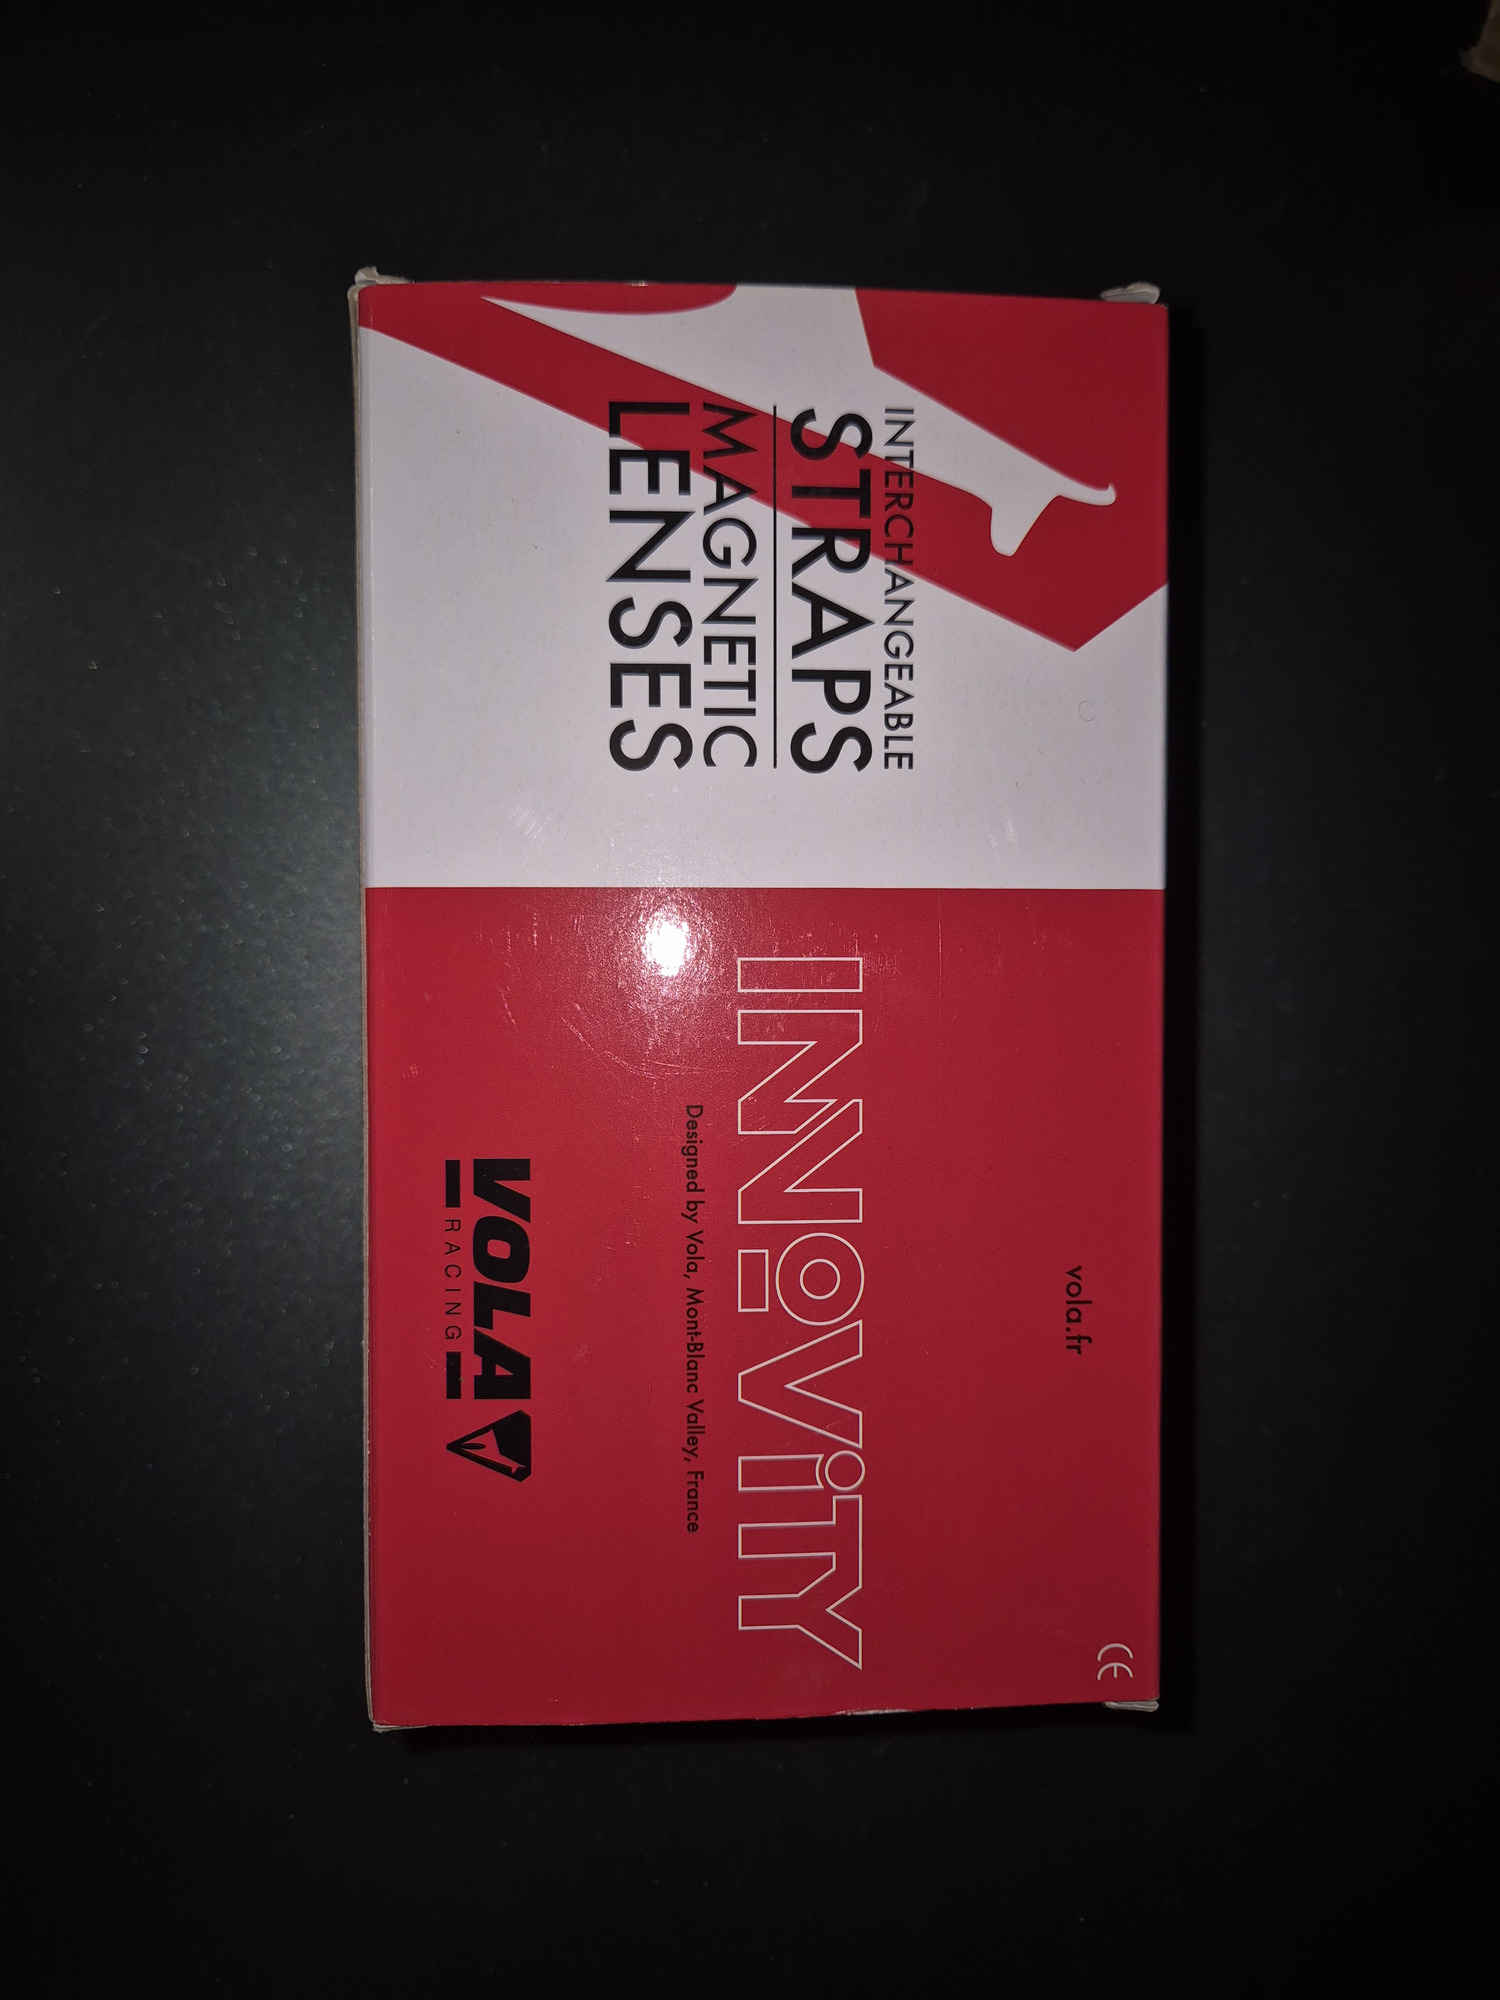 INTERCHANGEABLE
STRAPS
MAGNETIC
LENSES
vola.fr
CE
INNOViTY
Designed by Vola, Mont-Blanc Valley, France
VOLA
RACING